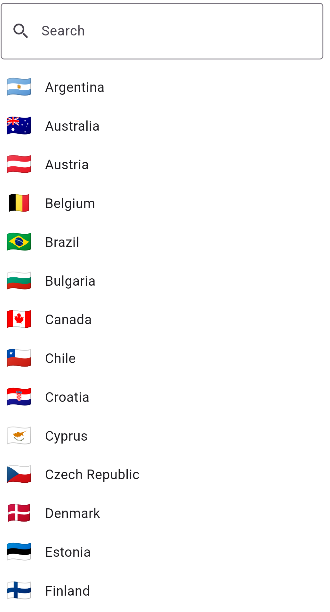 Search
Argentina
Australia
Austria
Belgium
Brazil
Bulgaria
Canada
Chile
Croatia
Cyprus
Czech Republic
Denmark
Estonia
Finland